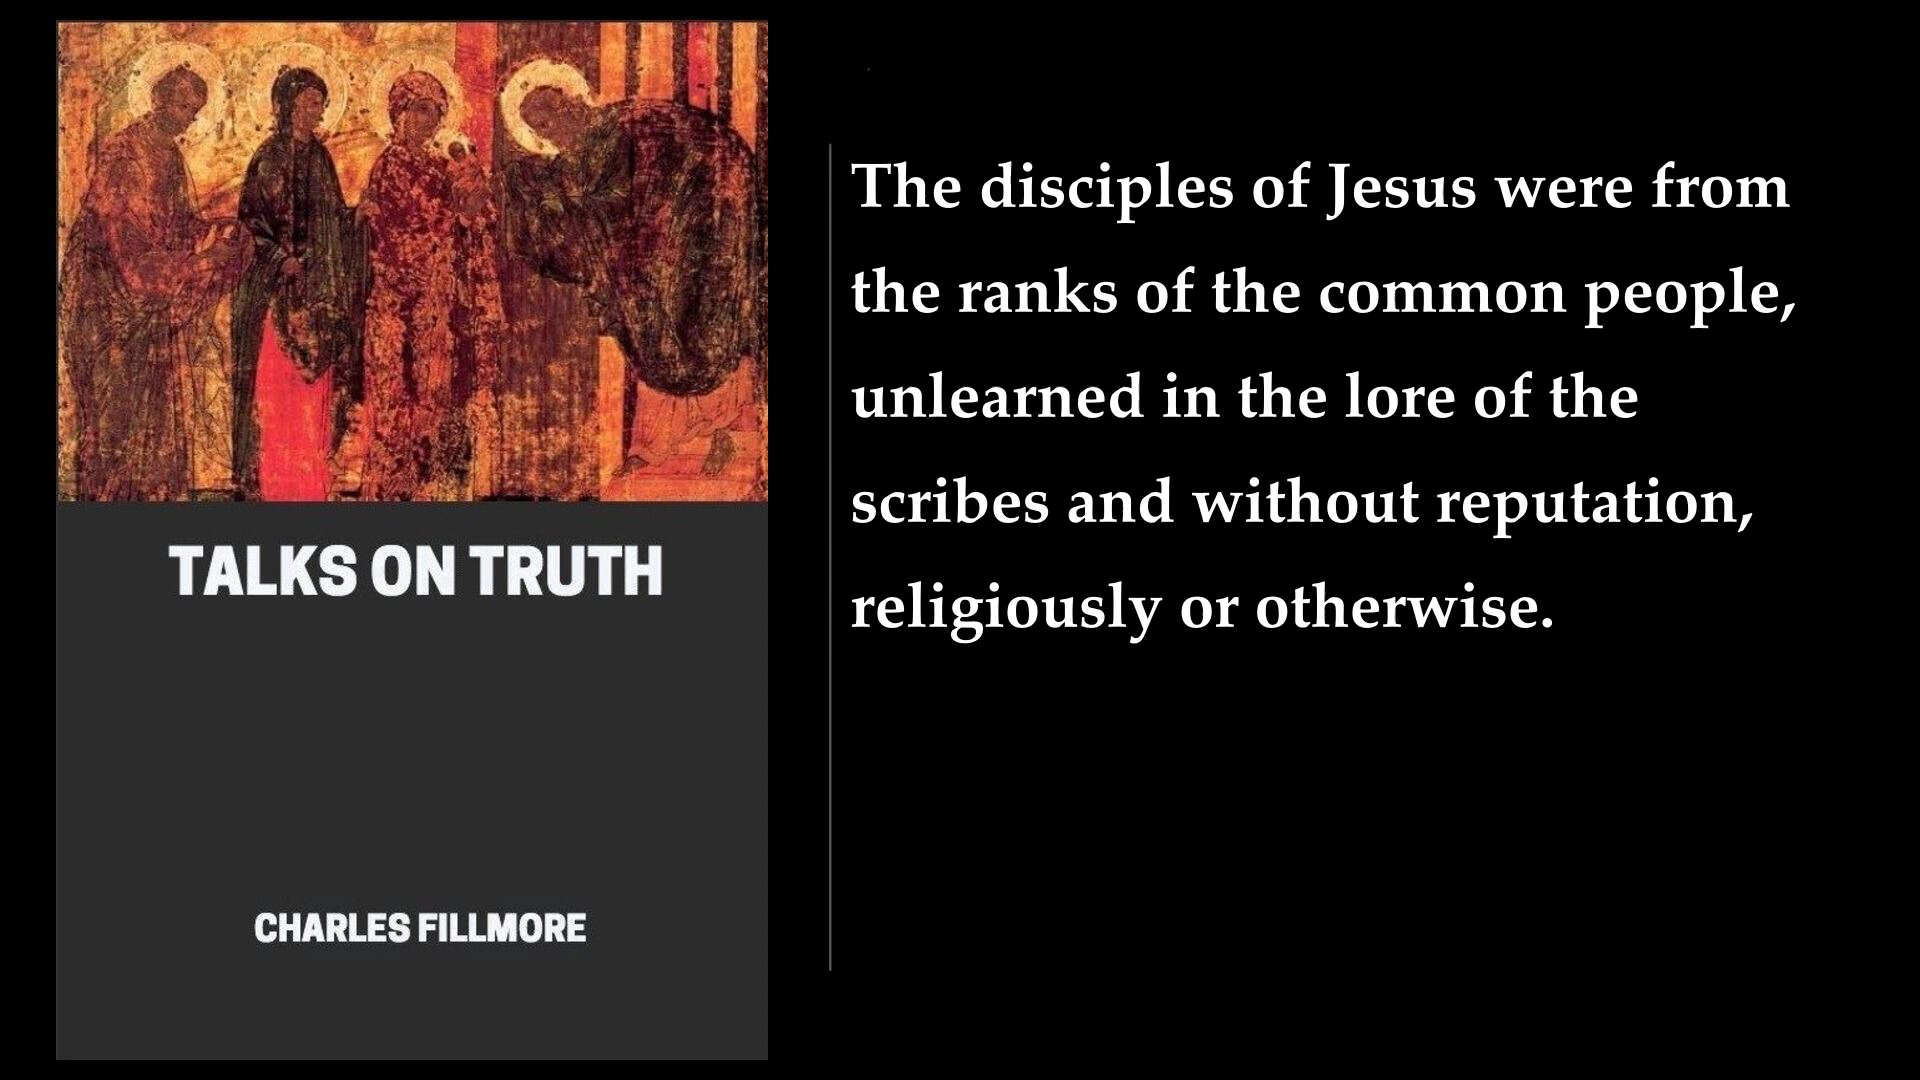 TALKS ON TRUTH
CHARLES FILLMORE
The disciples of Jesus were from
the ranks of the common people,
unlearned in the lore of the
scribes and without reputation,
religiously or otherwise.